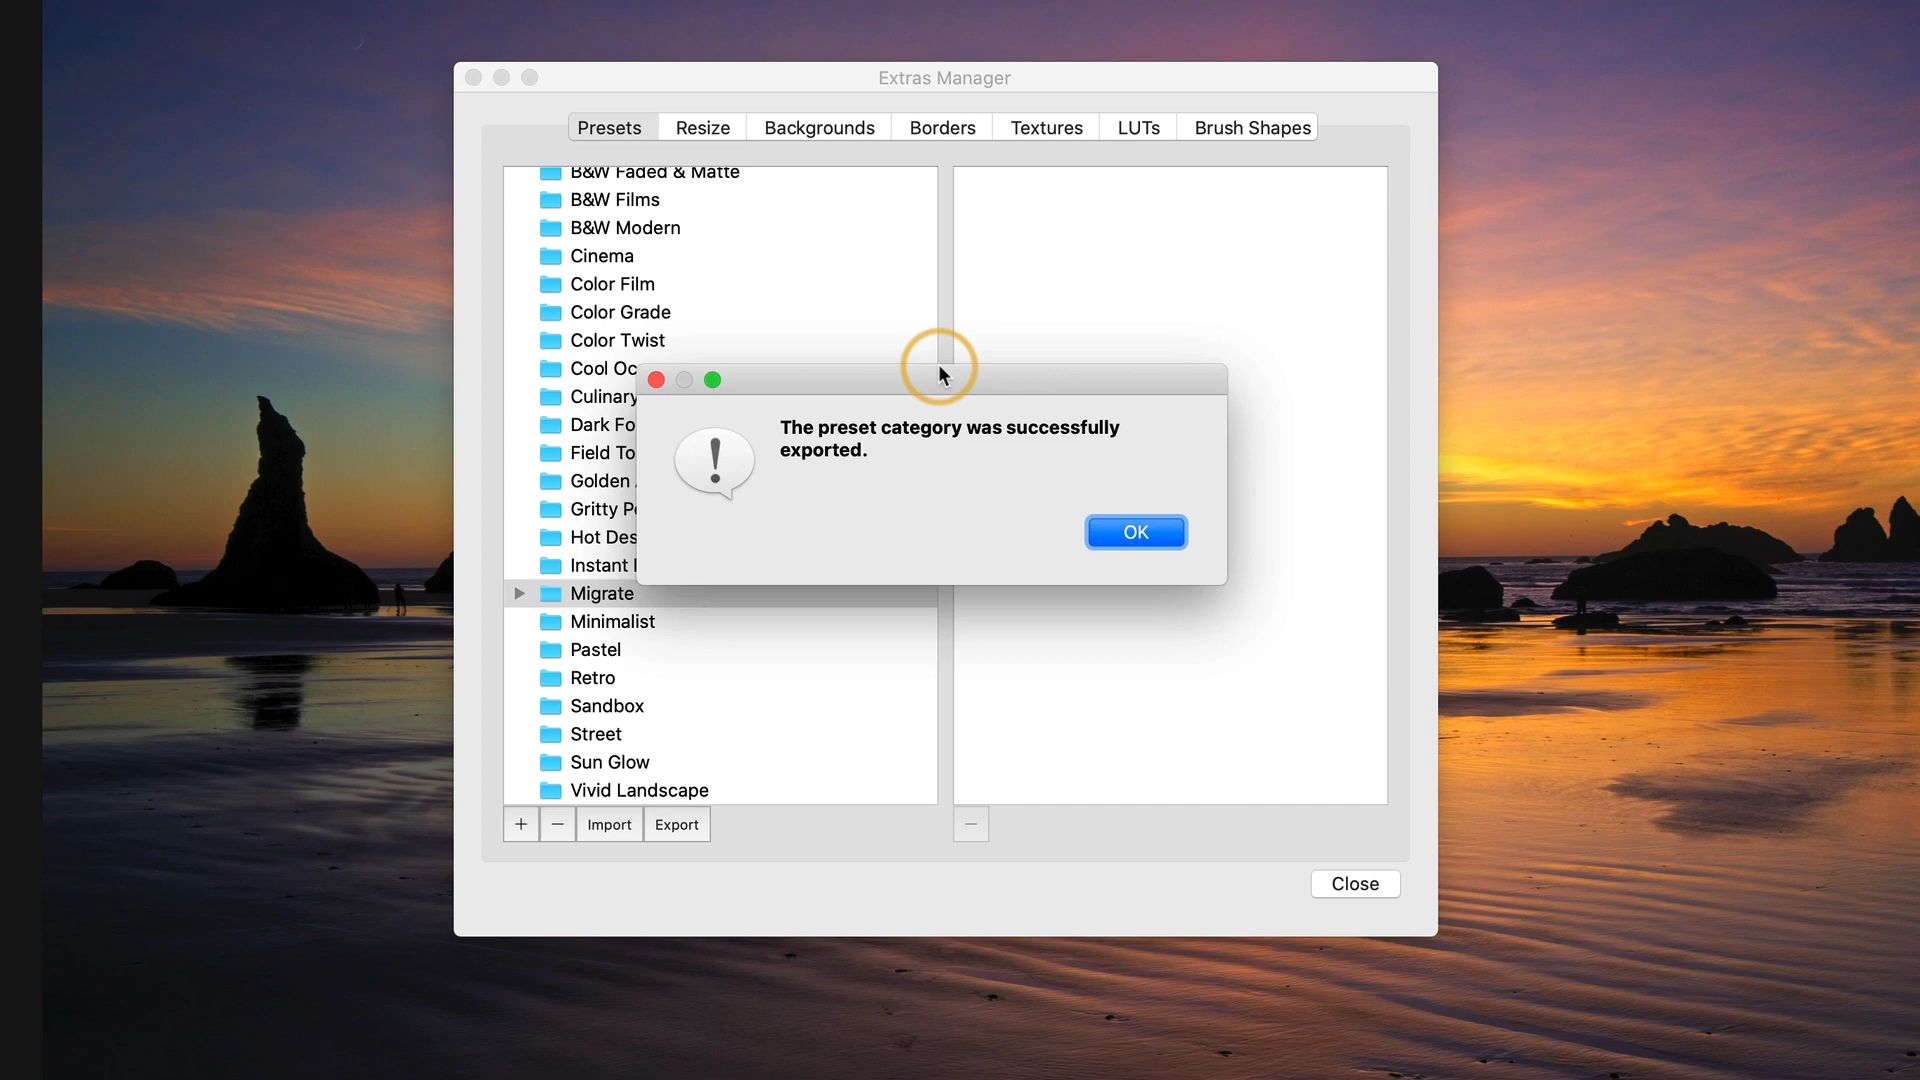 Extras Manager
Presets Resize Backgrounds Borders Textures LUTs Brush Shapes
B&W Faded & Matte
B&W Films
B&W Modern
Cinema
Color Film
Color Grade
Color Twist
Cool Oc
Culinary
Dark Fo
Field To
Golden
Gritty
Hot Des
Instant
The preset category was successfully
exported.
OK
Migrate
Minimalist
Pastel
Retro
Sandbox
Street
Sun Glow
Vivid Landscape
+ − Import Export −
Close